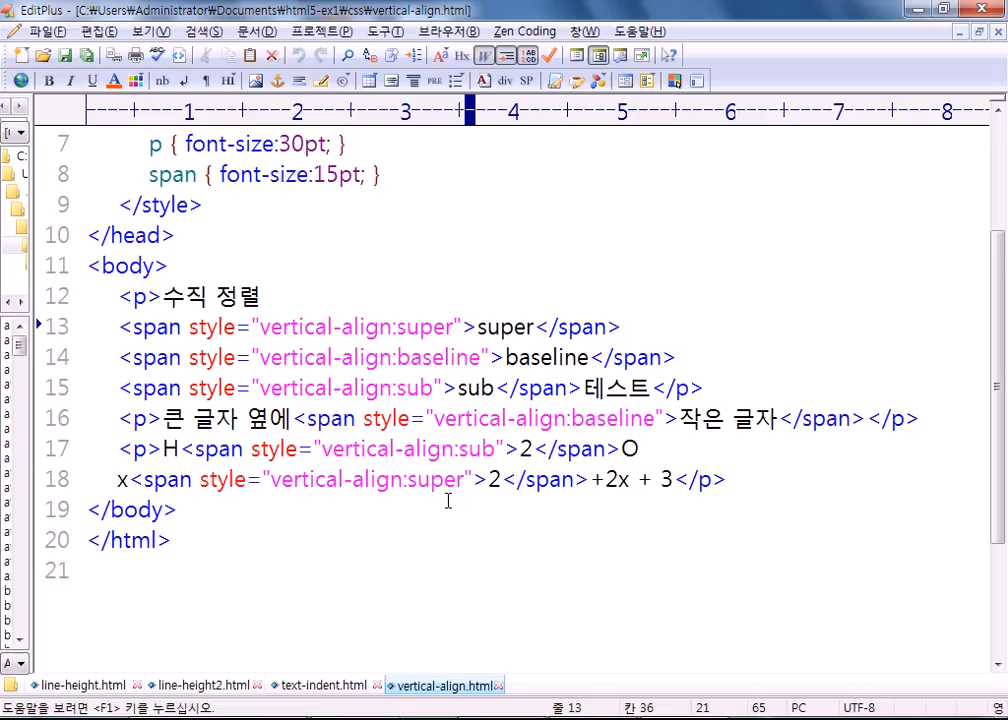 EditPlus - [C:₩Users₩Administrator₩Documents₩html5-ex1₩css₩vertical-align.html]
파일(F) 편집(E) 보기(V) 검색(S) 문서(D) 프로젝트(P) 도구(T) 브라우저(B) Zen Coding 창(W) 도움말(H)
1 2 3 4 5 6 7 8
7 p { font-size:30pt; }
8 span { font-size:15pt; }
9 </style>
10 </head>
11 <body>
12 <p>수직 정렬
13 <span style="vertical-align:super">super</span>
14 <span style="vertical-align:baseline">baseline</span>
15 <span style="vertical-align:sub">sub</span>테스트</p>
16 <p>큰 글자 옆에<span style="vertical-align:baseline">작은 글자</span></p>
17 <p>H<span style="vertical-align:sub">2</span>O
18 x<span style="vertical-align:super">2</span>+2x + 3</p>
19 </body>
20 </html>
21
line-height.html line-height2.html text-indent.html vertical-align.html
도움말을 보려면 <F1> 키를 누르십시오. 줄 13 칸 36 21 65 PC UTF-8